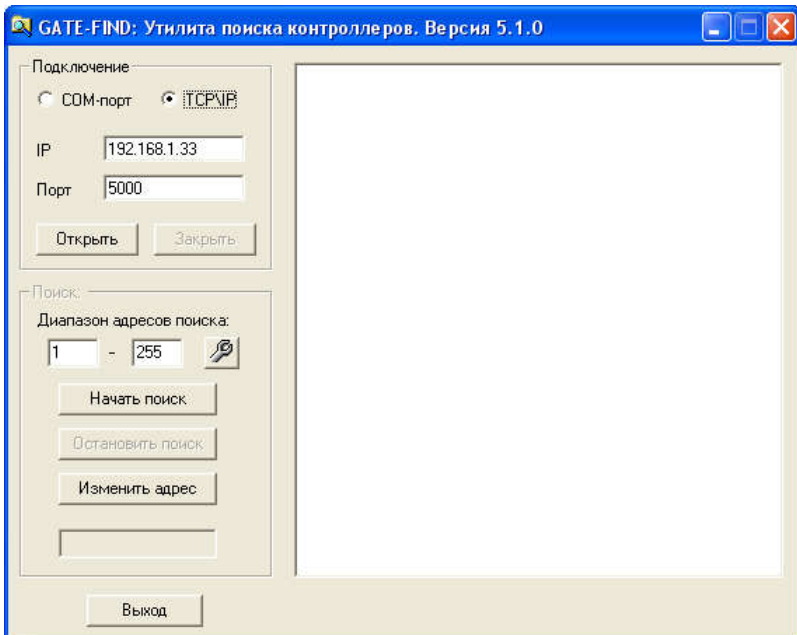 GATE-FIND: Утилита поиска контроллеров. Версия 5.1.0
Подключение
COM-порт TCP\IP
IP 192.168.1.33
Порт 5000
Открыть Закрыть
Поиск:
Диапазон адресов поиска:
1 - 255
Начать поиск
Остановить поиск
Изменить адрес
Выход